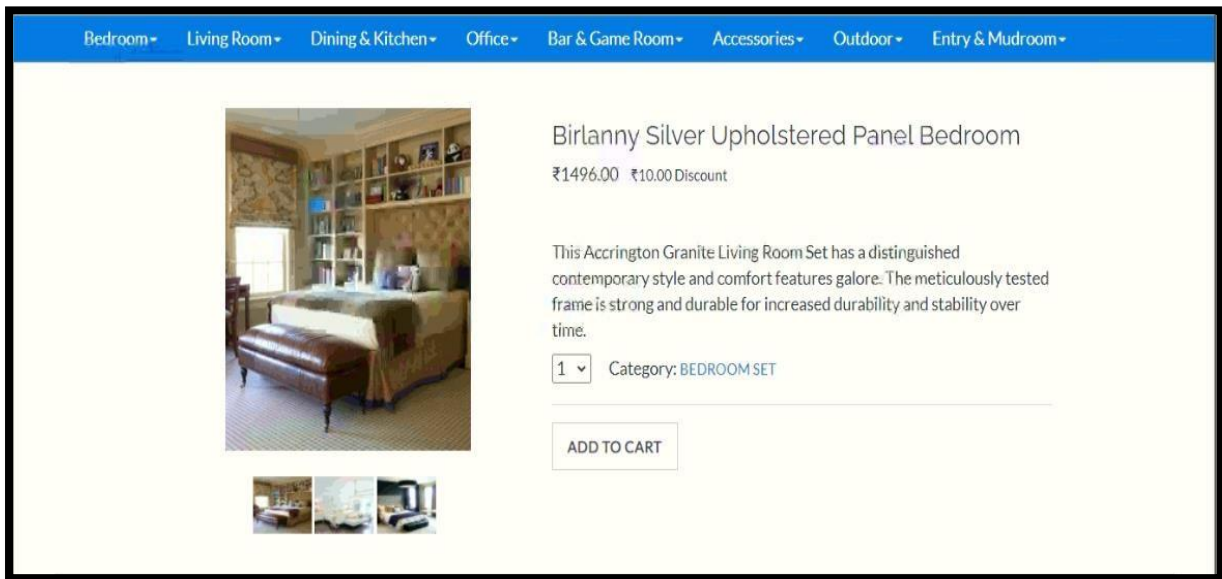 Bedroom Living Room Dining & Kitchen Office Bar & Game Room Accessories Outdoor Entry & Mudroom
Birlanny Silver Upholstered Panel Bedroom
₹1496.00 ₹10.00 Discount
This Accrington Granite Living Room Set has a distinguished
contemporary style and comfort features galore. The meticulously tested
frame is strong and durable for increased durability and stability over
time.
1 Category: BEDROOM SET
ADD TO CART